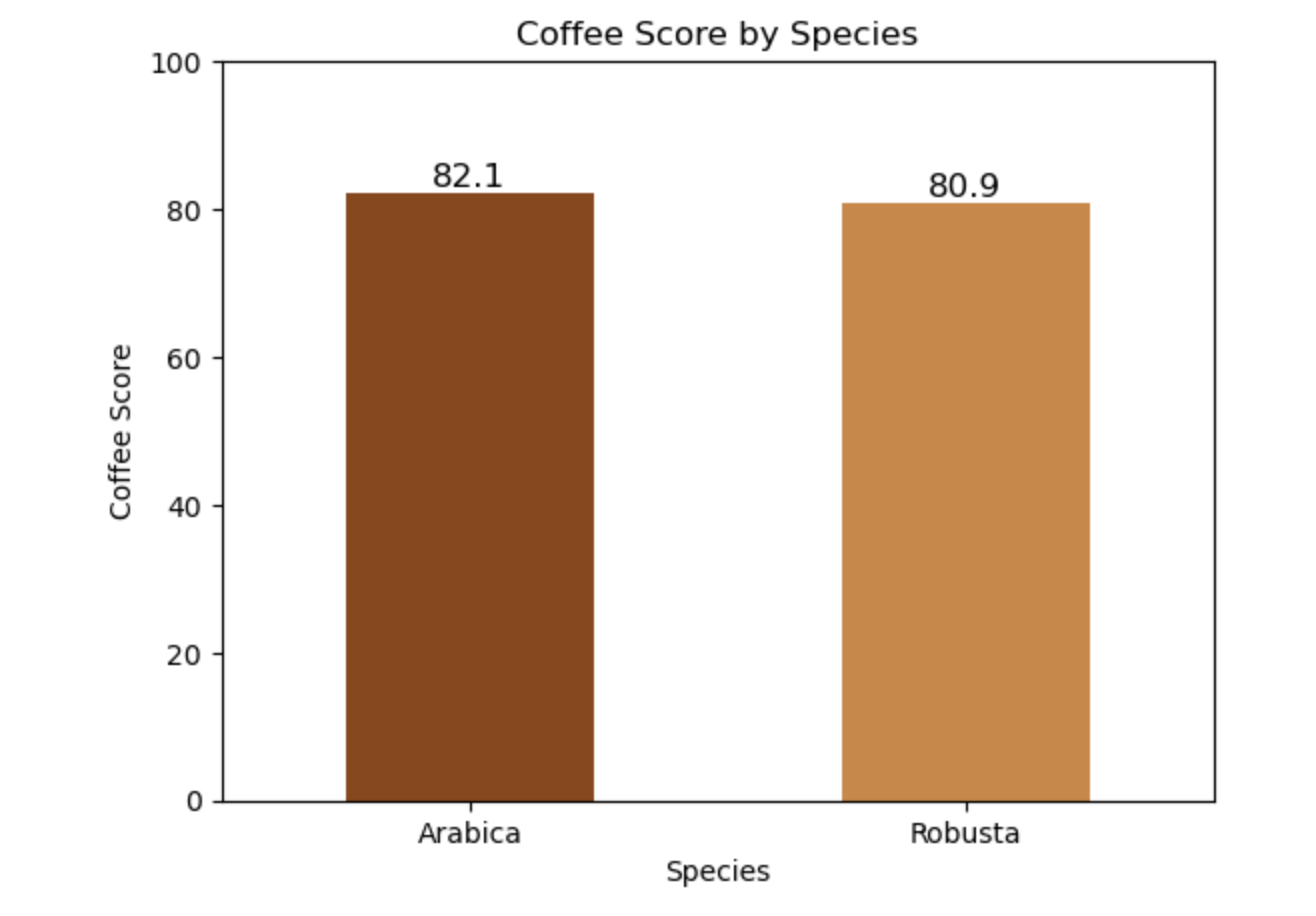 Coffee Score by Species
100
80
60
40
20
0
Coffee Score
82.1
80.9
Arabica
Robusta
Species